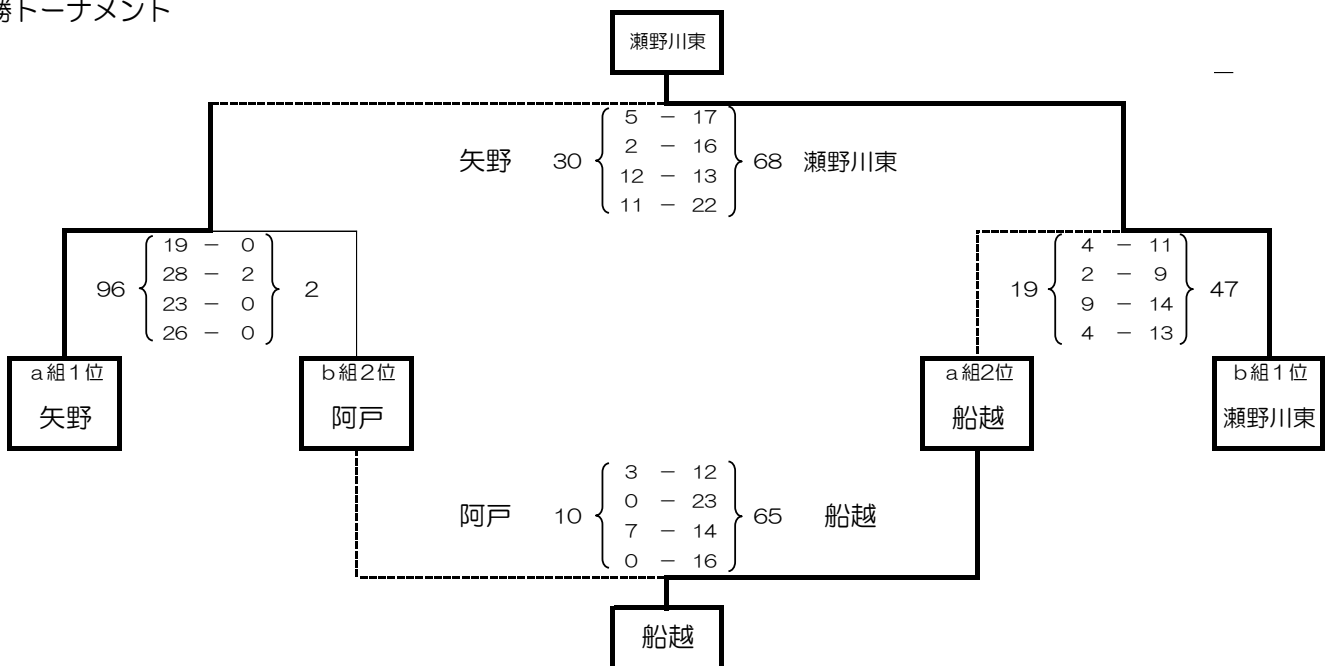 勝トーナメント
瀬野川東
—
5 － 17
矢野 30 2 － 16 68 瀬野川東
12 － 13
11 － 22
19 － 0
96 28 － 2 2
23 － 0
26 － 0
4 － 11
19 2 － 9 47
9 － 14
4 － 13
a組1位
矢野
b組2位
阿戸
a組2位
船越
b組1位
瀬野川東
3 － 12
阿戸 10 0 － 23 65 船越
7 － 14
0 － 16
船越